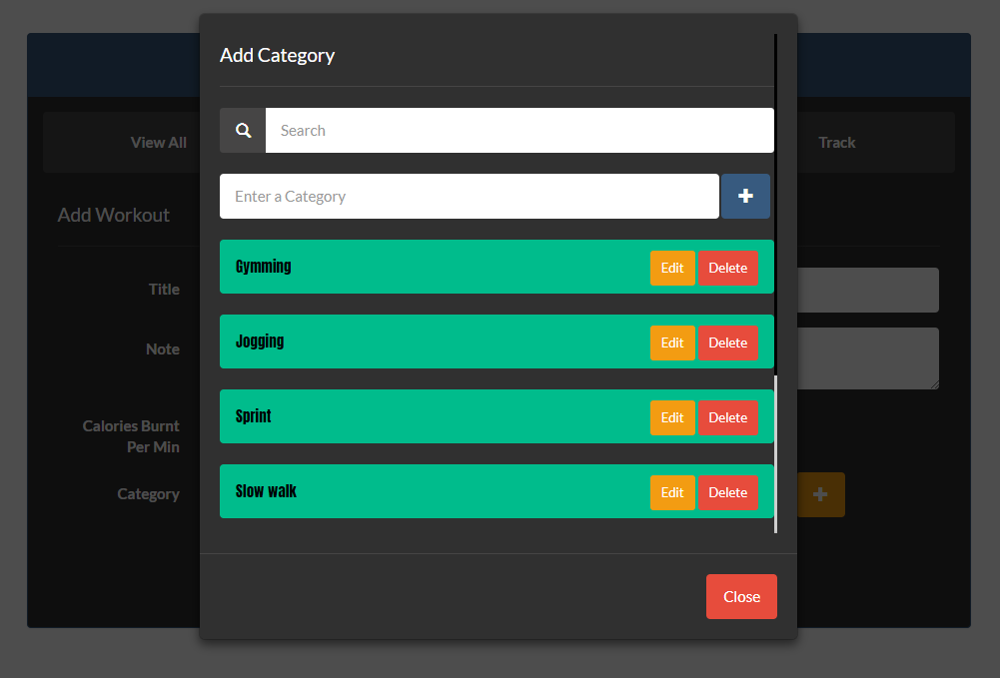 Add Category
Search
Enter a Category
Gymming Edit Delete
Jogging Edit Delete
Sprint Edit Delete
Slow walk Edit Delete
Close
View All
Track
Add Workout
Title
Note
Calories Burnt
Per Min
Category